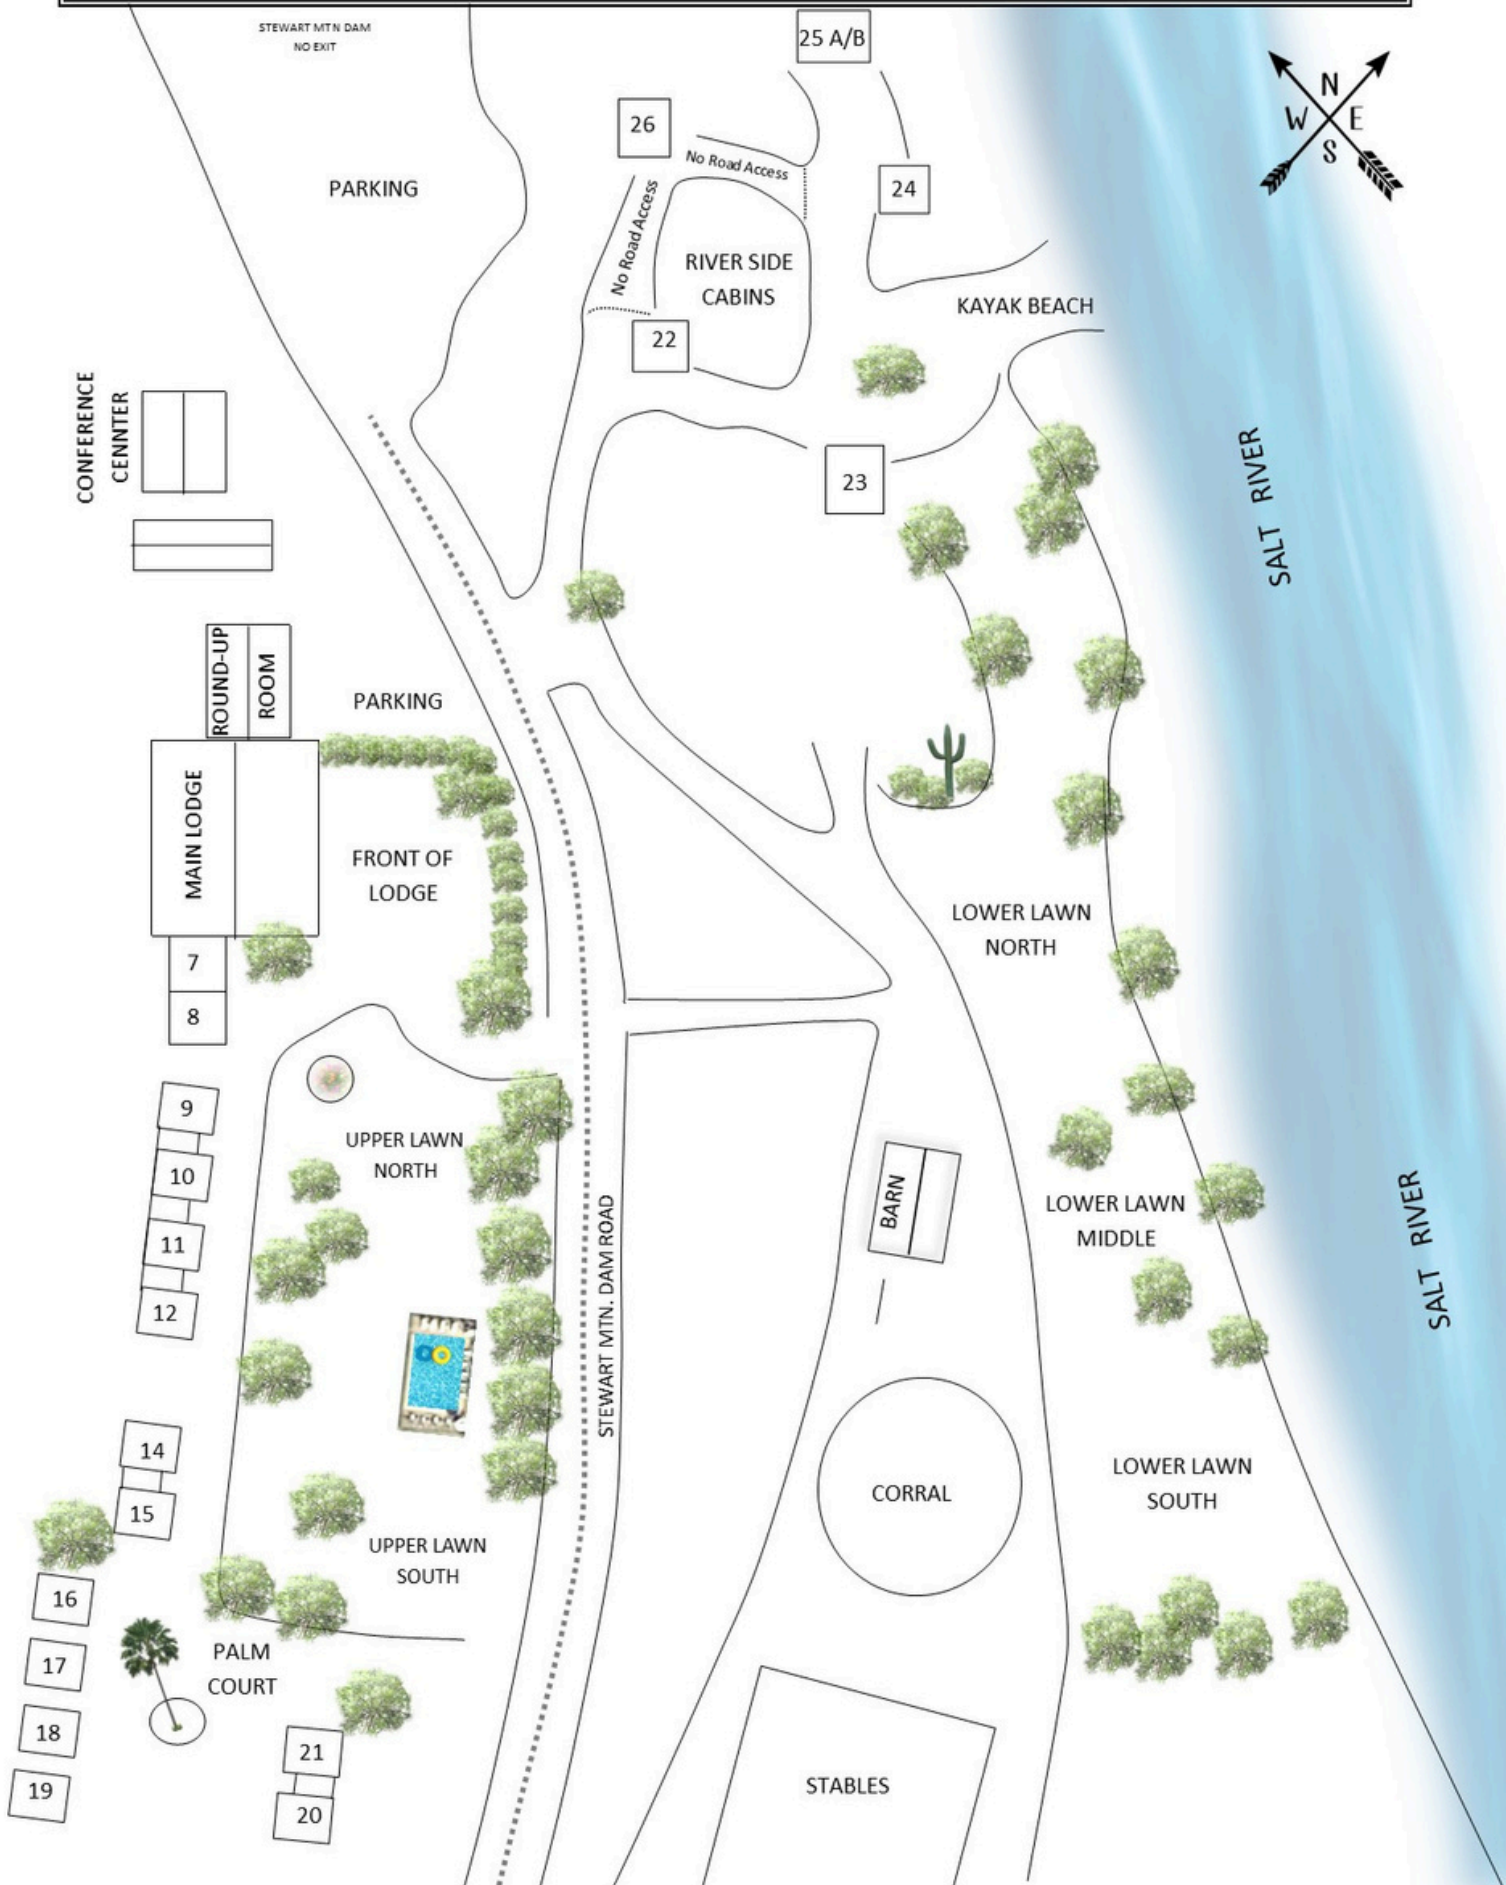 STEWART MTN DAM
NO EXIT
25 A/B
N
W E
S
26
No Road Access
PARKING
24
No Road Access
RIVER SIDE
CABINS
KAYAK BEACH
22
CONFERENCE
CENNTER
SALT RIVER
23
ROUND-UP
ROOM
PARKING
MAIN LODGE
FRONT OF
LODGE
LOWER LAWN
NORTH
7
8
9
UPPER LAWN
NORTH
10
11
12
BARN
LOWER LAWN
MIDDLE
STEWART MTN. DAM ROAD
SALT RIVER
14
15
CORRAL
LOWER LAWN
SOUTH
UPPER LAWN
SOUTH
16
17
PALM
COURT
18
19
21
20
STABLES